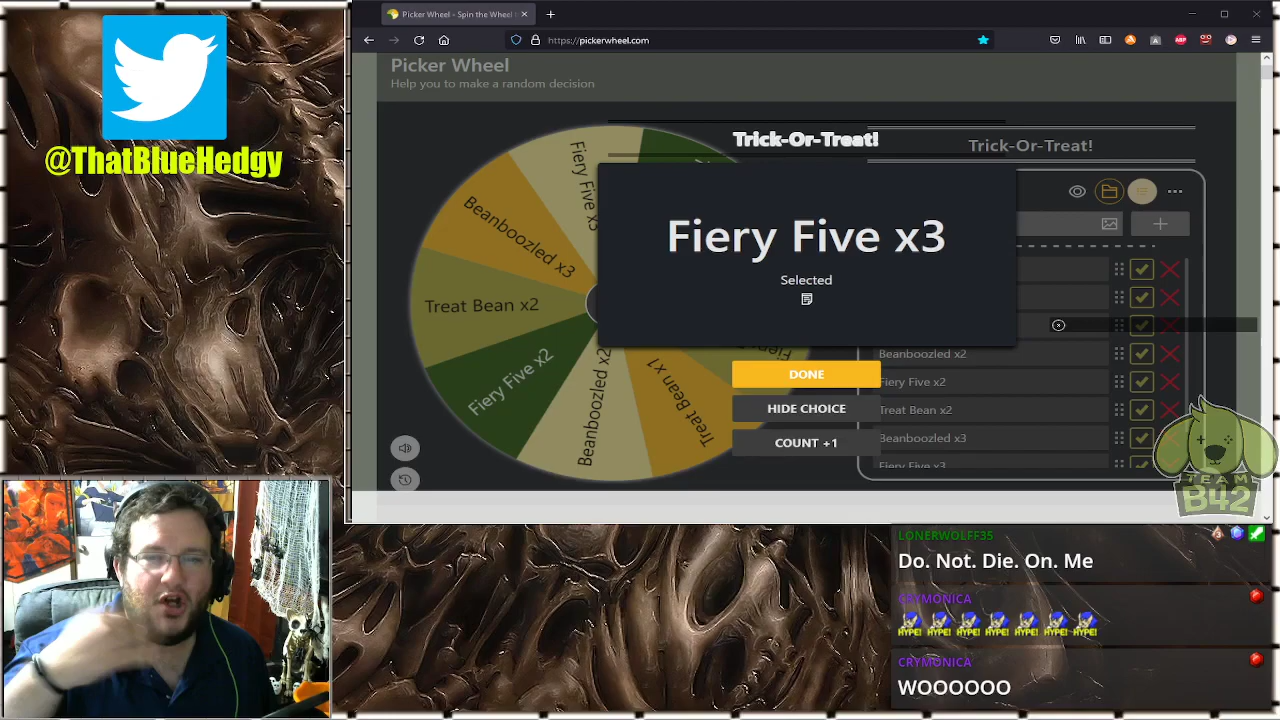 @ThatBlueHedgy
Picker Wheel - Spin the Wheel t
https://pickerwheel.com
Picker Wheel
Help you to make a random decision
Trick-Or-Treat!
Trick-Or-Treat!
Fiery Five x3
Beanboozled x3
Treat Bean x2
Fiery Five x2
Beanboozled x2
Treat Bean x1
Fiery Five x3
Selected
DONE
HIDE CHOICE
COUNT +1
Beanboozled x2
Fiery Five x2
Treat Bean x2
Beanboozled x3
Fiery Five x3
TEAM
B42
LONERWOLFF35
Do. Not. Die. On. Me
CRYMONICA
HYPE! HYPE! HYPE! HYPE! HYPE! HYPE! HYPE!
CRYMONICA
WOOOOOO